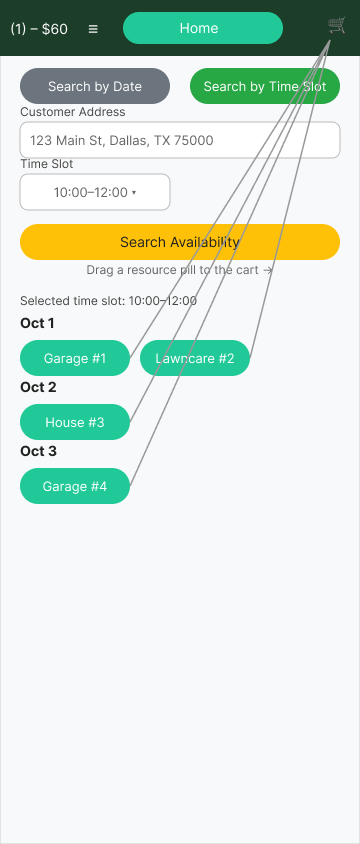 (1) – $60 ≡ Home 🛒
Search by Date Search by Time Slot
Customer Address
123 Main St, Dallas, TX 75000
Time Slot
10:00–12:00 ▾
Search Availability
Drag a resource pill to the cart →
Selected time slot: 10:00–12:00
Oct 1
Garage #1 Lawncare #2
Oct 2
House #3
Oct 3
Garage #4